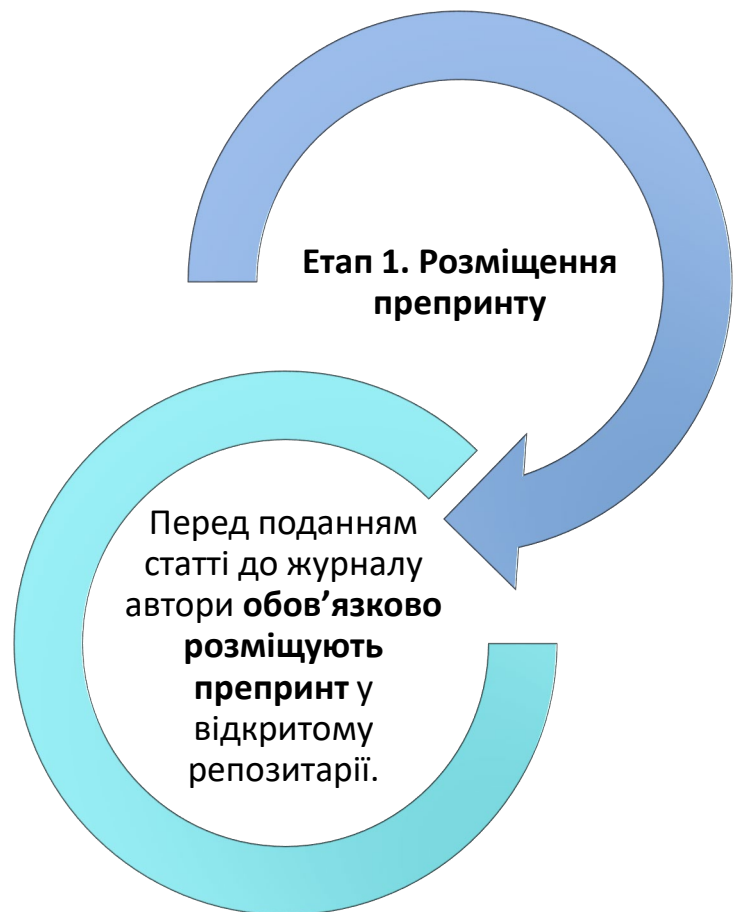 Етап 1. Розміщення
препринту
Перед поданням
статті до журналу
автори обов’язково
розміщують
препринт у
відкритому
репозитарії.